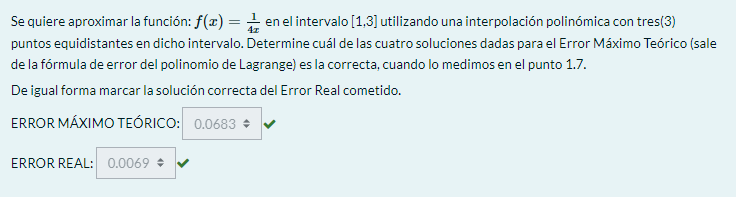 Se quiere aproximar la función: f(x) = 1/4x en el intervalo [1,3] utilizando una interpolación polinómica con tres(3)
puntos equidistantes en dicho intervalo. Determine cuál de las cuatro soluciones dadas para el Error Máximo Teórico (sale
de la fórmula de error del polinomio de Lagrange) es la correcta, cuando lo medimos en el punto 1.7.
De igual forma marcar la solución correcta del Error Real cometido.
ERROR MÁXIMO TEÓRICO: 0.0683
ERROR REAL: 0.0069